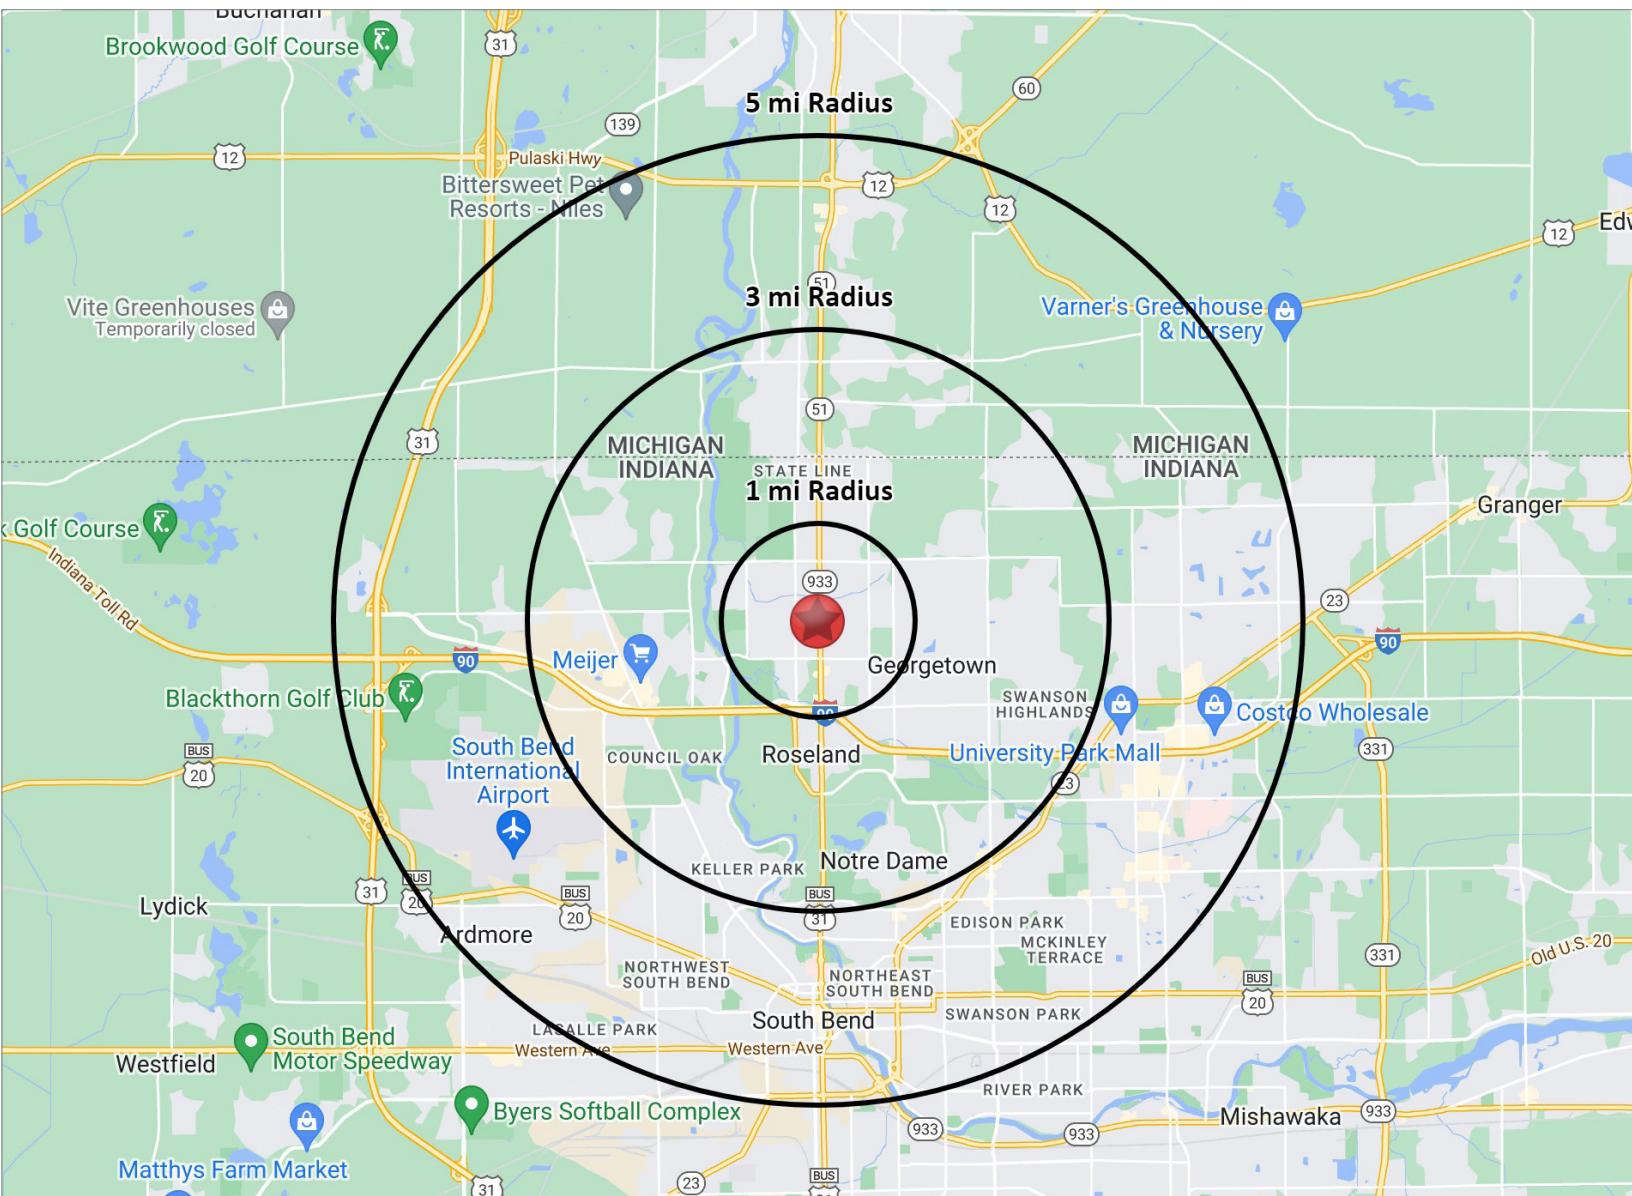 Buchanan
Brookwood Golf Course
31
60
5 mi Radius
139
12
Pulaski Hwy
Bittersweet Pet
Resorts - Niles
12
12
12
51
3 mi Radius
Vite Greenhouses
Temporarily closed
Varner's Greenhouse
& Nursery
51
31
MICHIGAN
INDIANA
MICHIGAN
INDIANA
STATE LINE
1 mi Radius
Granger
Golf Course
Indiana Toll Rd
933
23
90
90
Meijer
Georgetown
Blackthorn Golf Club
SWANSON
HIGHLANDS
Costco Wholesale
90
South Bend
International
Airport
COUNCIL OAK
Roseland
University Park Mall
331
BUS
20
23
KELLER PARK
Notre Dame
31
BUS
20
BUS
20
BUS
31
Lydick
Ardmore
EDISON PARK
MCKINLEY
TERRACE
Old U.S. 20
331
NORTHWEST
SOUTH BEND
NORTHEAST
SOUTH BEND
BUS
20
South Bend
SWANSON PARK
LASALLE PARK
Western Ave
Western Ave
South Bend
Motor Speedway
Westfield
RIVER PARK
Byers Softball Complex
Mishawaka
933
933
933
Matthys Farm Market
31
23
BUS